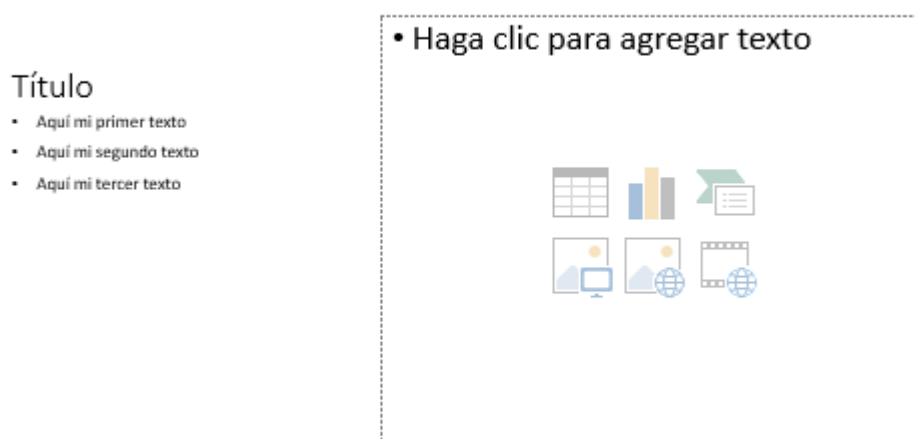 Título
• Aquí mi primer texto
• Aquí mi segundo texto
• Aquí mi tercer texto
• Haga clic para agregar texto